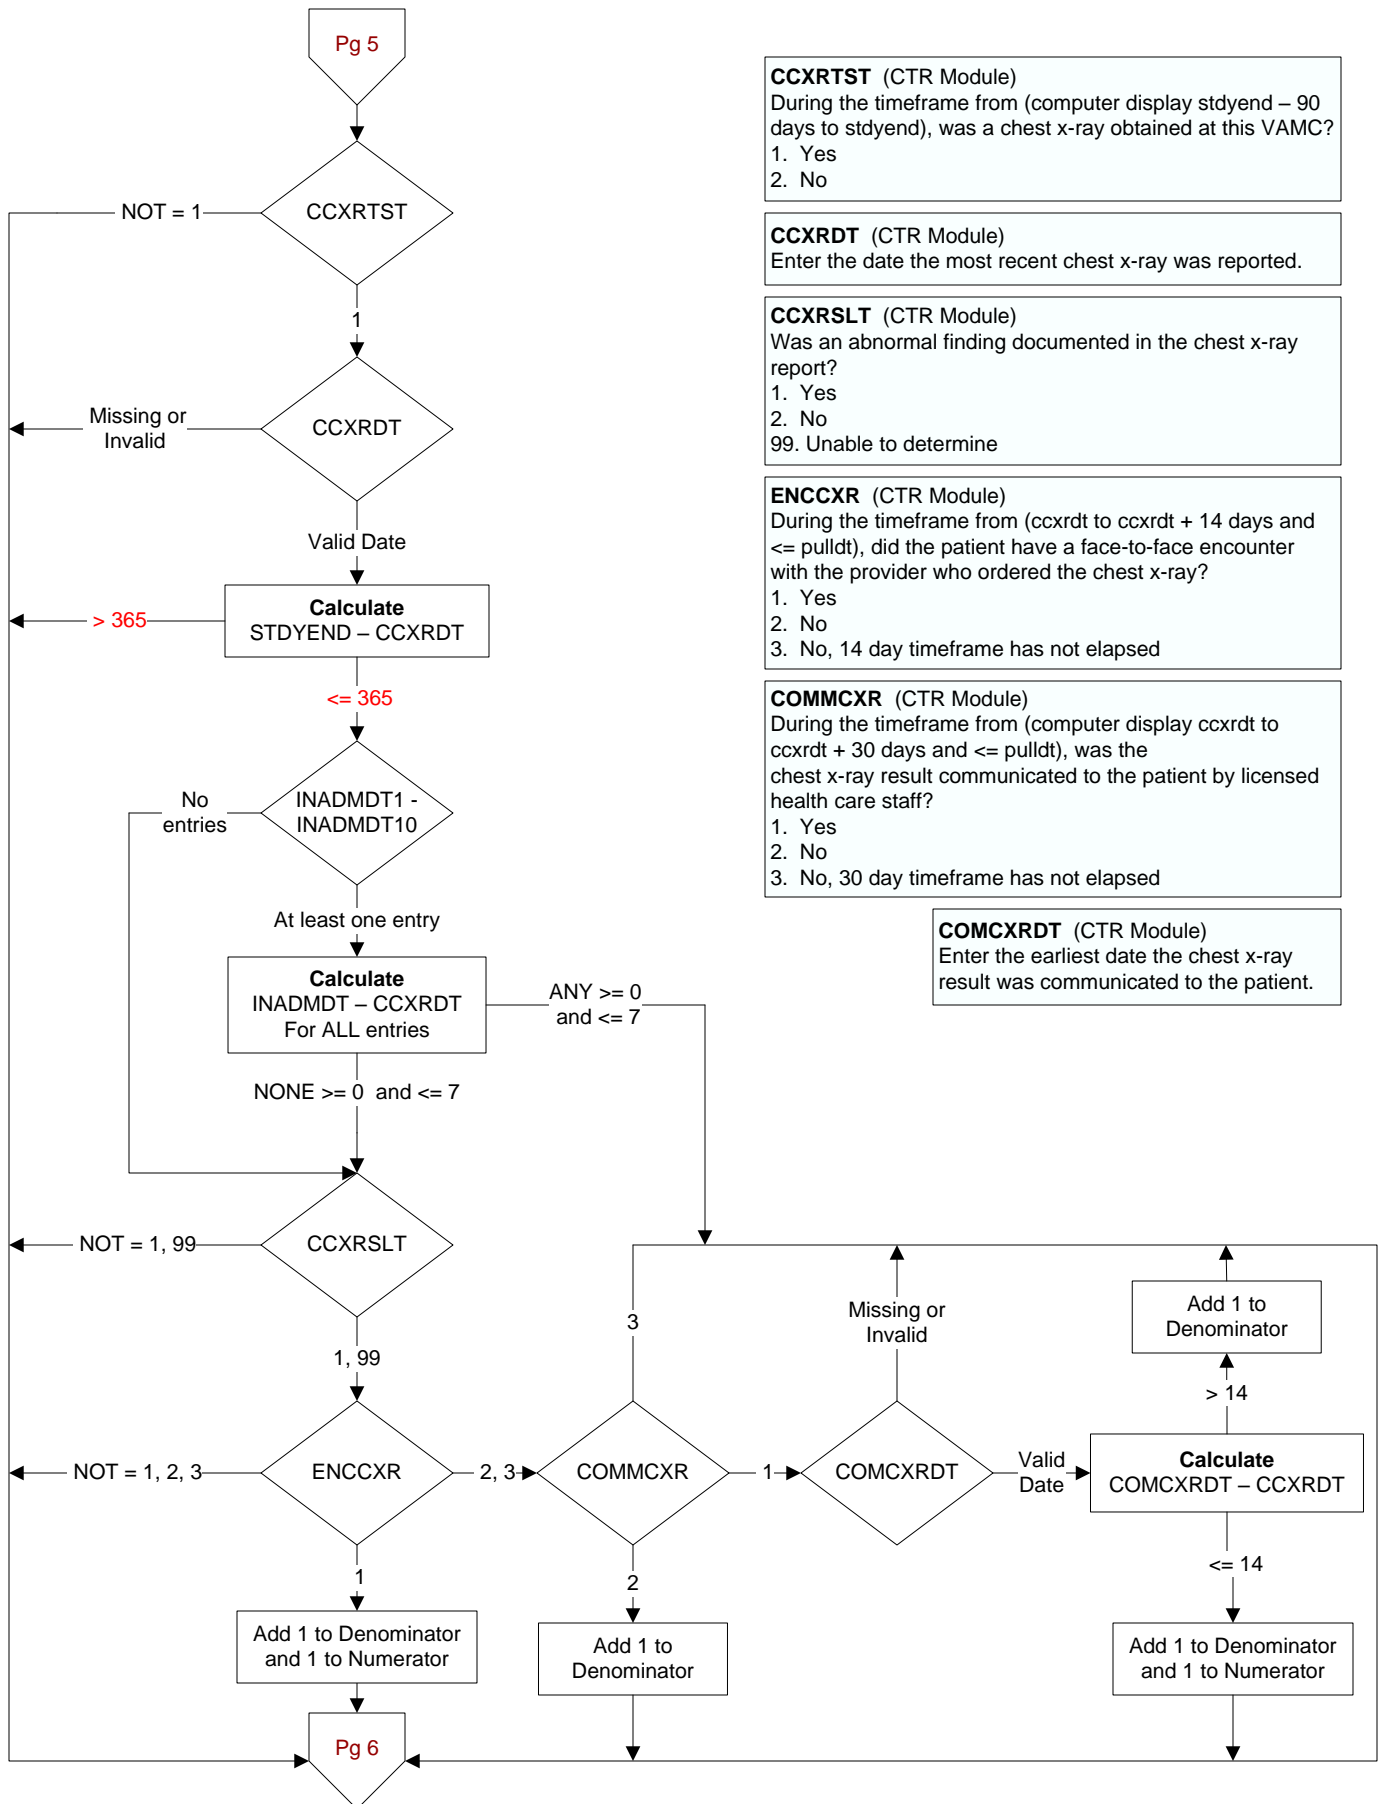 Pg 5
CCXRTST (CTR Module)
During the timeframe from (computer display stdyend – 90
days to stdyend), was a chest x-ray obtained at this VAMC?
1. Yes
2. No
NOT = 1
CCXRTST
CCXRDT (CTR Module)
Enter the date the most recent chest x-ray was reported.
1
CCXRSLT (CTR Module)
Was an abnormal finding documented in the chest x-ray
report?
1. Yes
2. No
99. Unable to determine
Missing or
Invalid
CCXRDT
ENCCXR (CTR Module)
During the timeframe from (ccxrdt to ccxrdt + 14 days and
<= pulldt), did the patient have a face-to-face encounter
with the provider who ordered the chest x-ray?
1. Yes
2. No
3. No, 14 day timeframe has not elapsed
Valid Date
> 365
Calculate
STDYEND – CCXRDT
<= 365
COMMCXR (CTR Module)
During the timeframe from (computer display ccxrdt to
ccxrdt + 30 days and <= pulldt), was the
chest x-ray result communicated to the patient by licensed
health care staff?
1. Yes
2. No
3. No, 30 day timeframe has not elapsed
No
entries
INADMDT1 -
INADMDT10
At least one entry
COMCXRDT (CTR Module)
Enter the earliest date the chest x-ray
result was communicated to the patient.
Calculate
INADMDT – CCXRDT
For ALL entries
ANY >= 0
and <= 7
NONE >= 0 and <= 7
NOT = 1, 99
CCXRSLT
1, 99
3
Missing or
Invalid
Add 1 to
Denominator
> 14
NOT = 1, 2, 3
ENCCXR
2, 3
COMMCXR
1
COMCXRDT
Valid
Date
Calculate
COMCXRDT – CCXRDT
1
2
<= 14
Add 1 to Denominator
and 1 to Numerator
Add 1 to
Denominator
Add 1 to Denominator
and 1 to Numerator
Pg 6